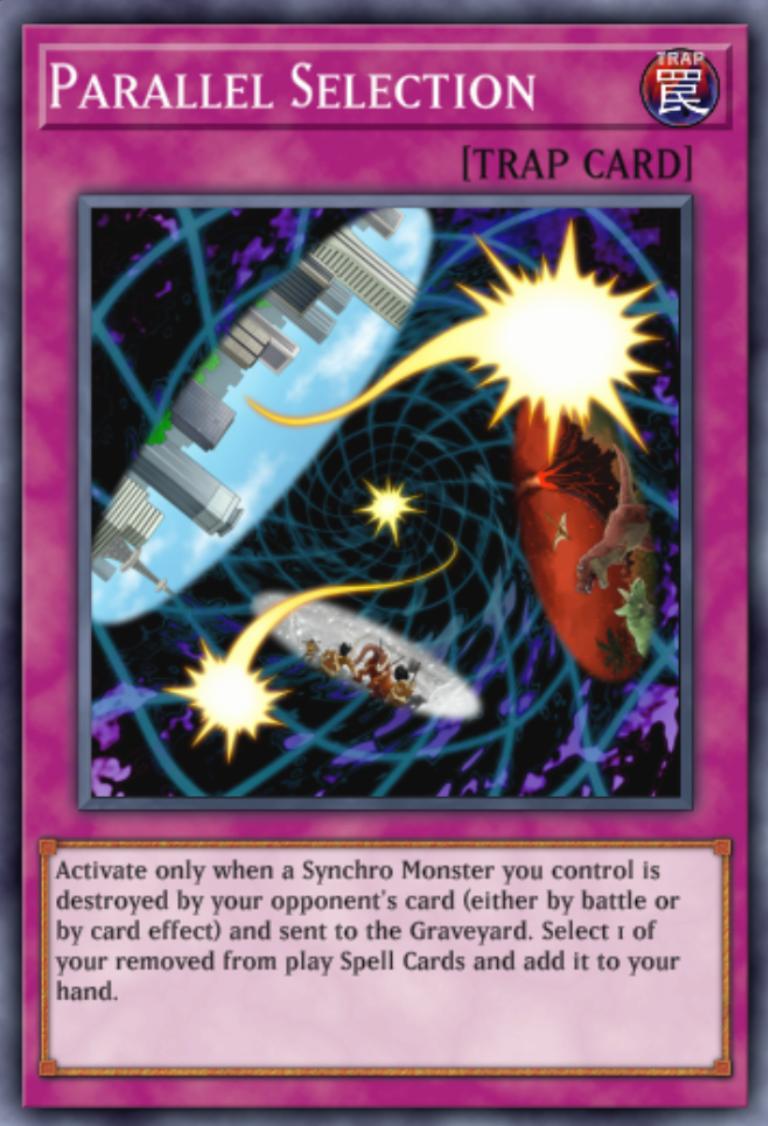 PARALLEL SELECTION
TRAP
罠
[TRAP CARD]
Activate only when a Synchro Monster you control is
destroyed by your opponent's card (either by battle or
by card effect) and sent to the Graveyard. Select 1 of
your removed from play Spell Cards and add it to your
hand.